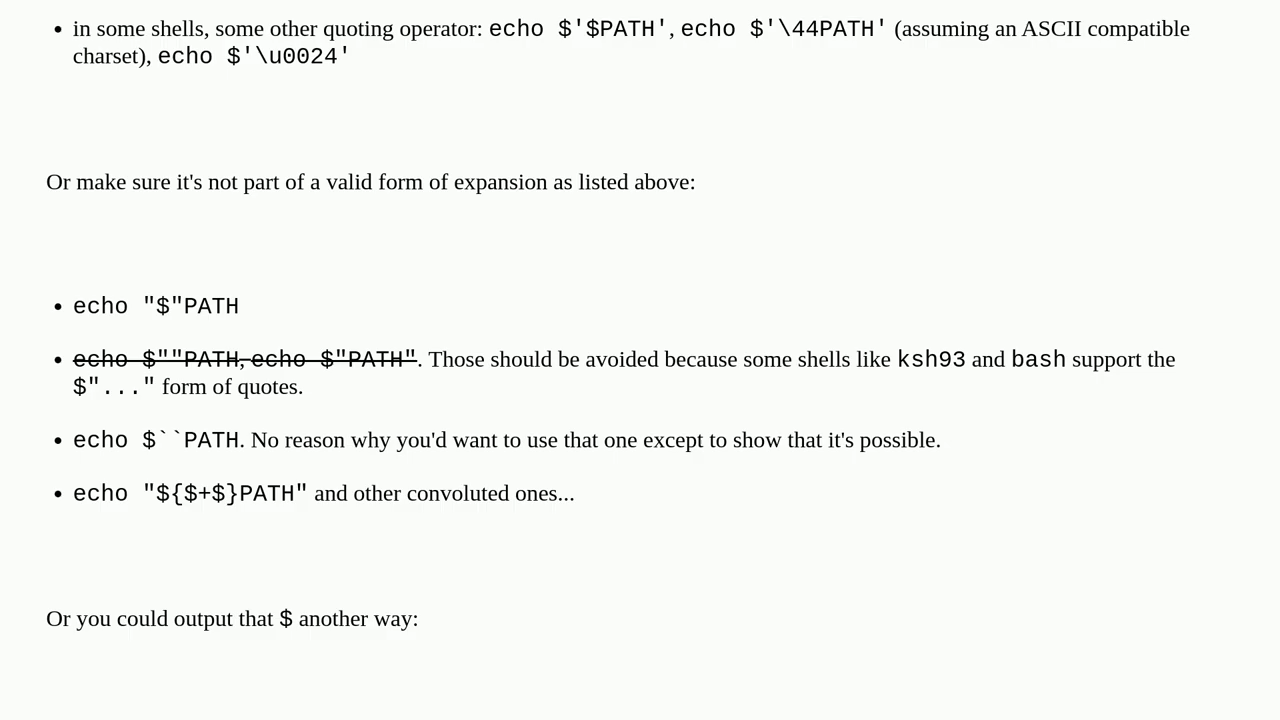 in some shells, some other quoting operator: echo $'$PATH', echo $'\44PATH' (assuming an ASCII compatible
charset), echo $'\u0024'
Or make sure it's not part of a valid form of expansion as listed above:
echo "$"PATH
echo $""PATH, echo $"PATH". Those should be avoided because some shells like ksh93 and bash support the
$"..." form of quotes.
echo $``PATH. No reason why you'd want to use that one except to show that it's possible.
echo "${$+$}PATH" and other convoluted ones...
Or you could output that $ another way: